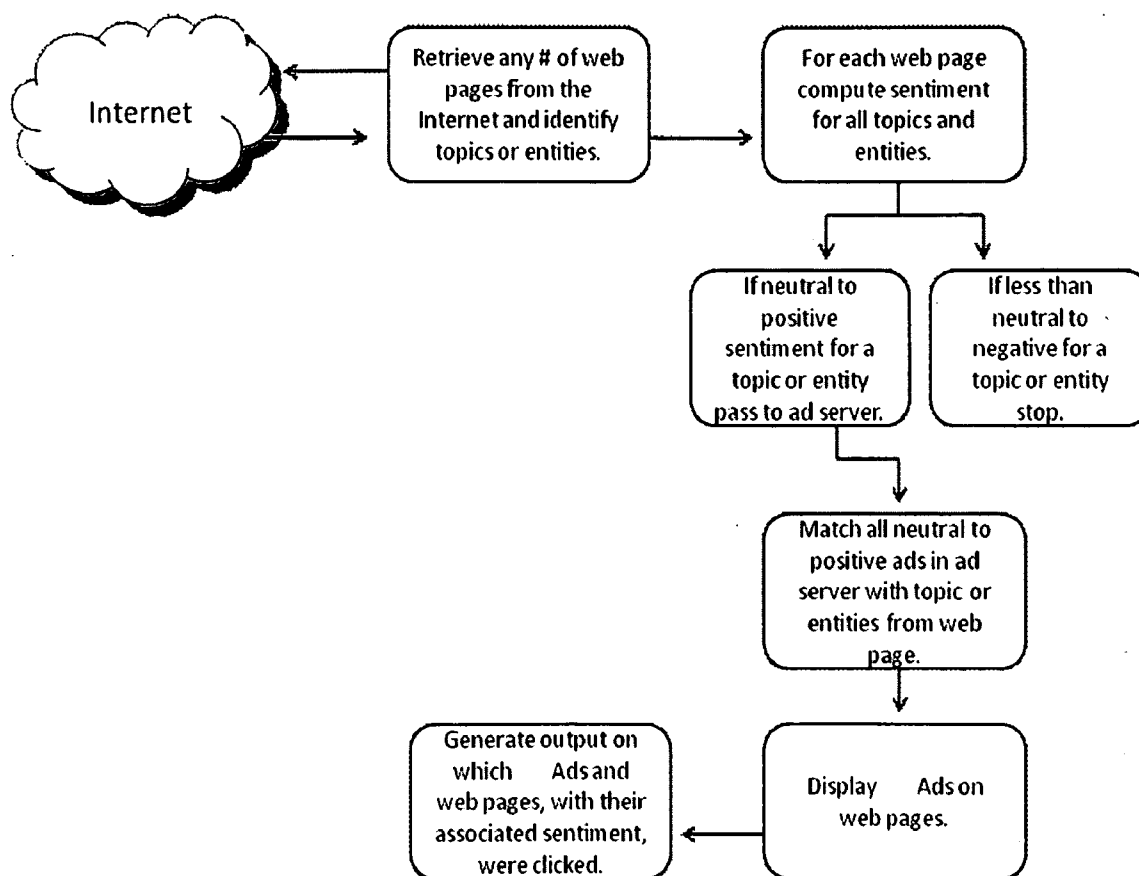 Internet
Retrieve any # of web
pages from the
Internet and identify
topics or entities.
For each web page
compute sentiment
for all topics and
entities.
If neutral to
positive
sentiment for a
topic or entity
pass to ad server.
If less than
neutral to
negative for a
topic or entity
stop.
Match all neutral to
positive ads in ad
server with topic or
entities from web
page.
Display Ads on
web pages.
Generate output on
which Ads and
web pages, with their
associated sentiment,
were clicked.